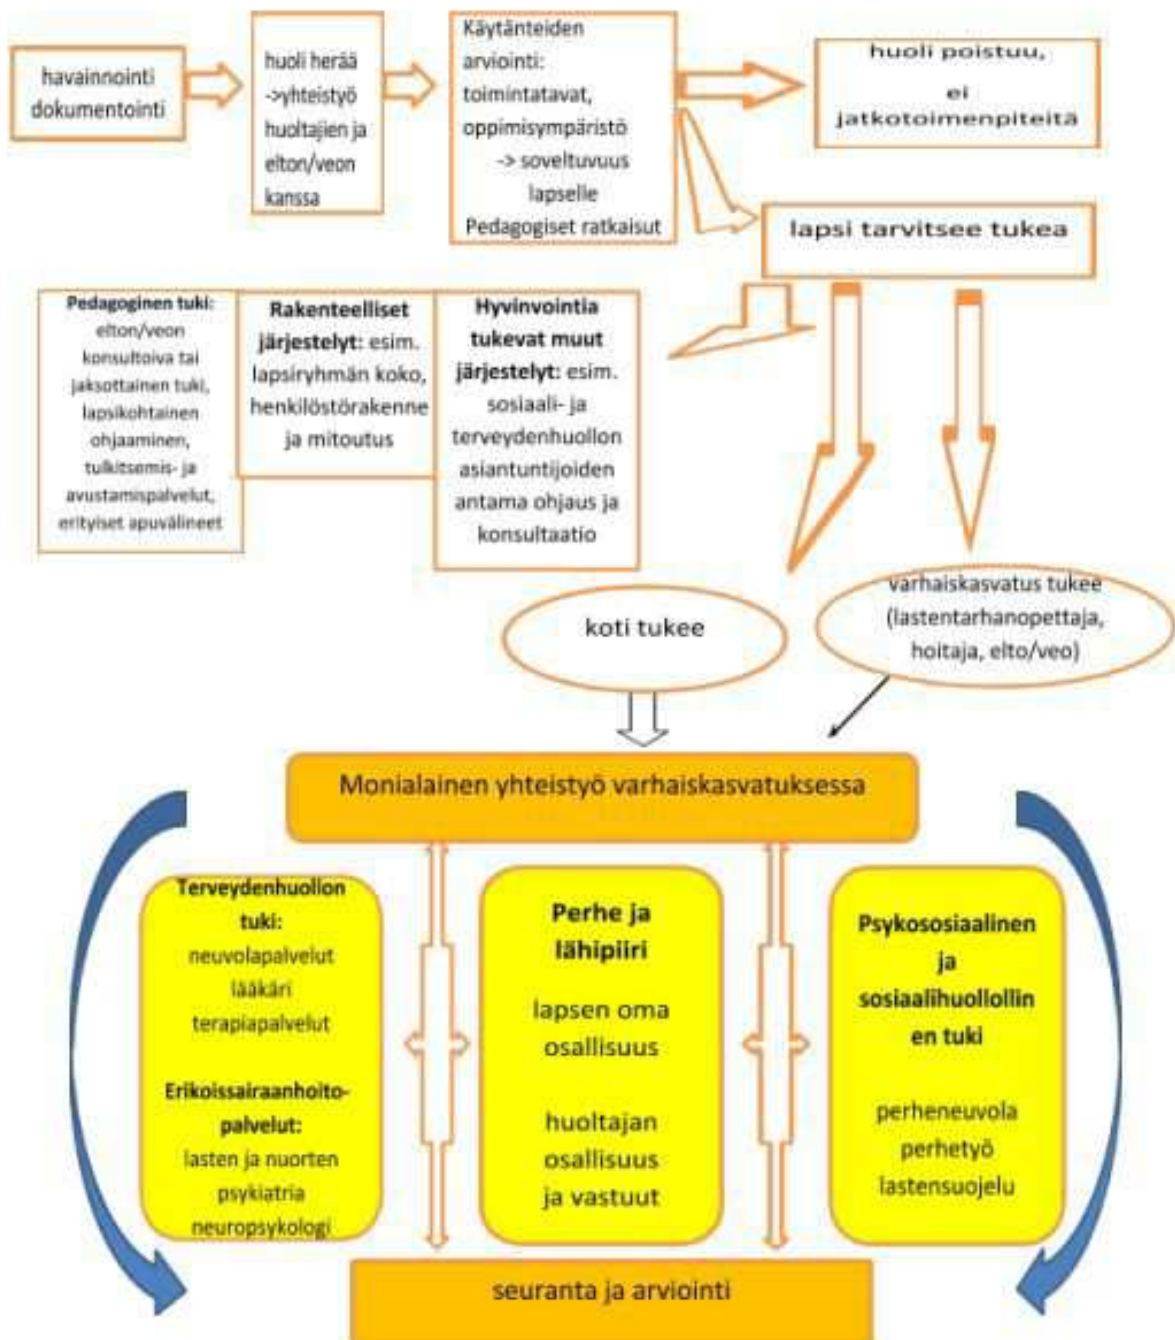 havainnointi
dokumentointi
huoli herää
->yhteistyö
huoltajien ja
elton/veon
kanssa
Käytänteiden
arviointi:
toimintatavat,
oppimisympäristö
-> soveltuvuus
lapselle
Pedagogiset ratkaisut
huoli poistuu,
ei
jatkotoimenpiteitä
lapsi tarvitsee tukea
Pedagoginen tuki:
elton/veon
konsultoiva tai
jaksottainen tuki,
lapsikohtainen
ohjaaminen,
tulkitsemis- ja
avustamispalvelut,
erityiset apuvälineet
Rakenteelliset
järjestelyt: esim.
lapsiryhmän koko,
henkilöstörakenne
ja mitoutus
Hyvinvointia
tukevat muut
järjestelyt: esim.
sosiaali- ja
terveydenhuollon
asiantuntijoiden
antama ohjaus ja
konsultaatio
koti tukee
varhaiskasvatus tukee
(lastentarhanopettaja,
hoitaja, elto/veo)
Monialainen yhteistyö varhaiskasvatuksessa
Terveydenhuollon
tuki:
neuvolapalvelut
lääkäri
terapiapalvelut
Erikoissairaanhoito-
palvelut:
lasten ja nuorten
psykiatria
neuropsykologi
Perhe ja
lähipiiri
lapsen oma
osallisuus
huoltajan
osallisuus
ja vastuut
Psykososiaalinen
ja
sosiaalihuollollin
en tuki
perheneuvola
perhetyö
lastensuojelu
seuranta ja arviointi